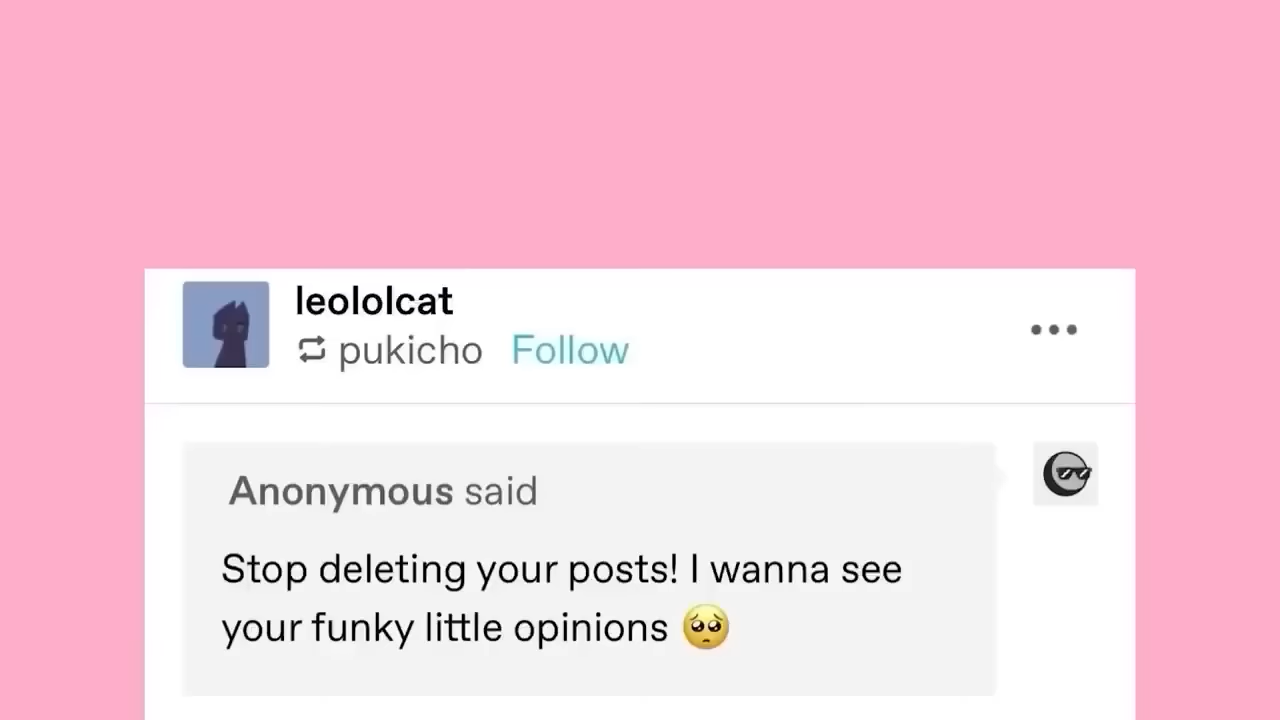 leololcat
pukicho Follow
Anonymous said
Stop deleting your posts! I wanna see
your funky little opinions 🥺